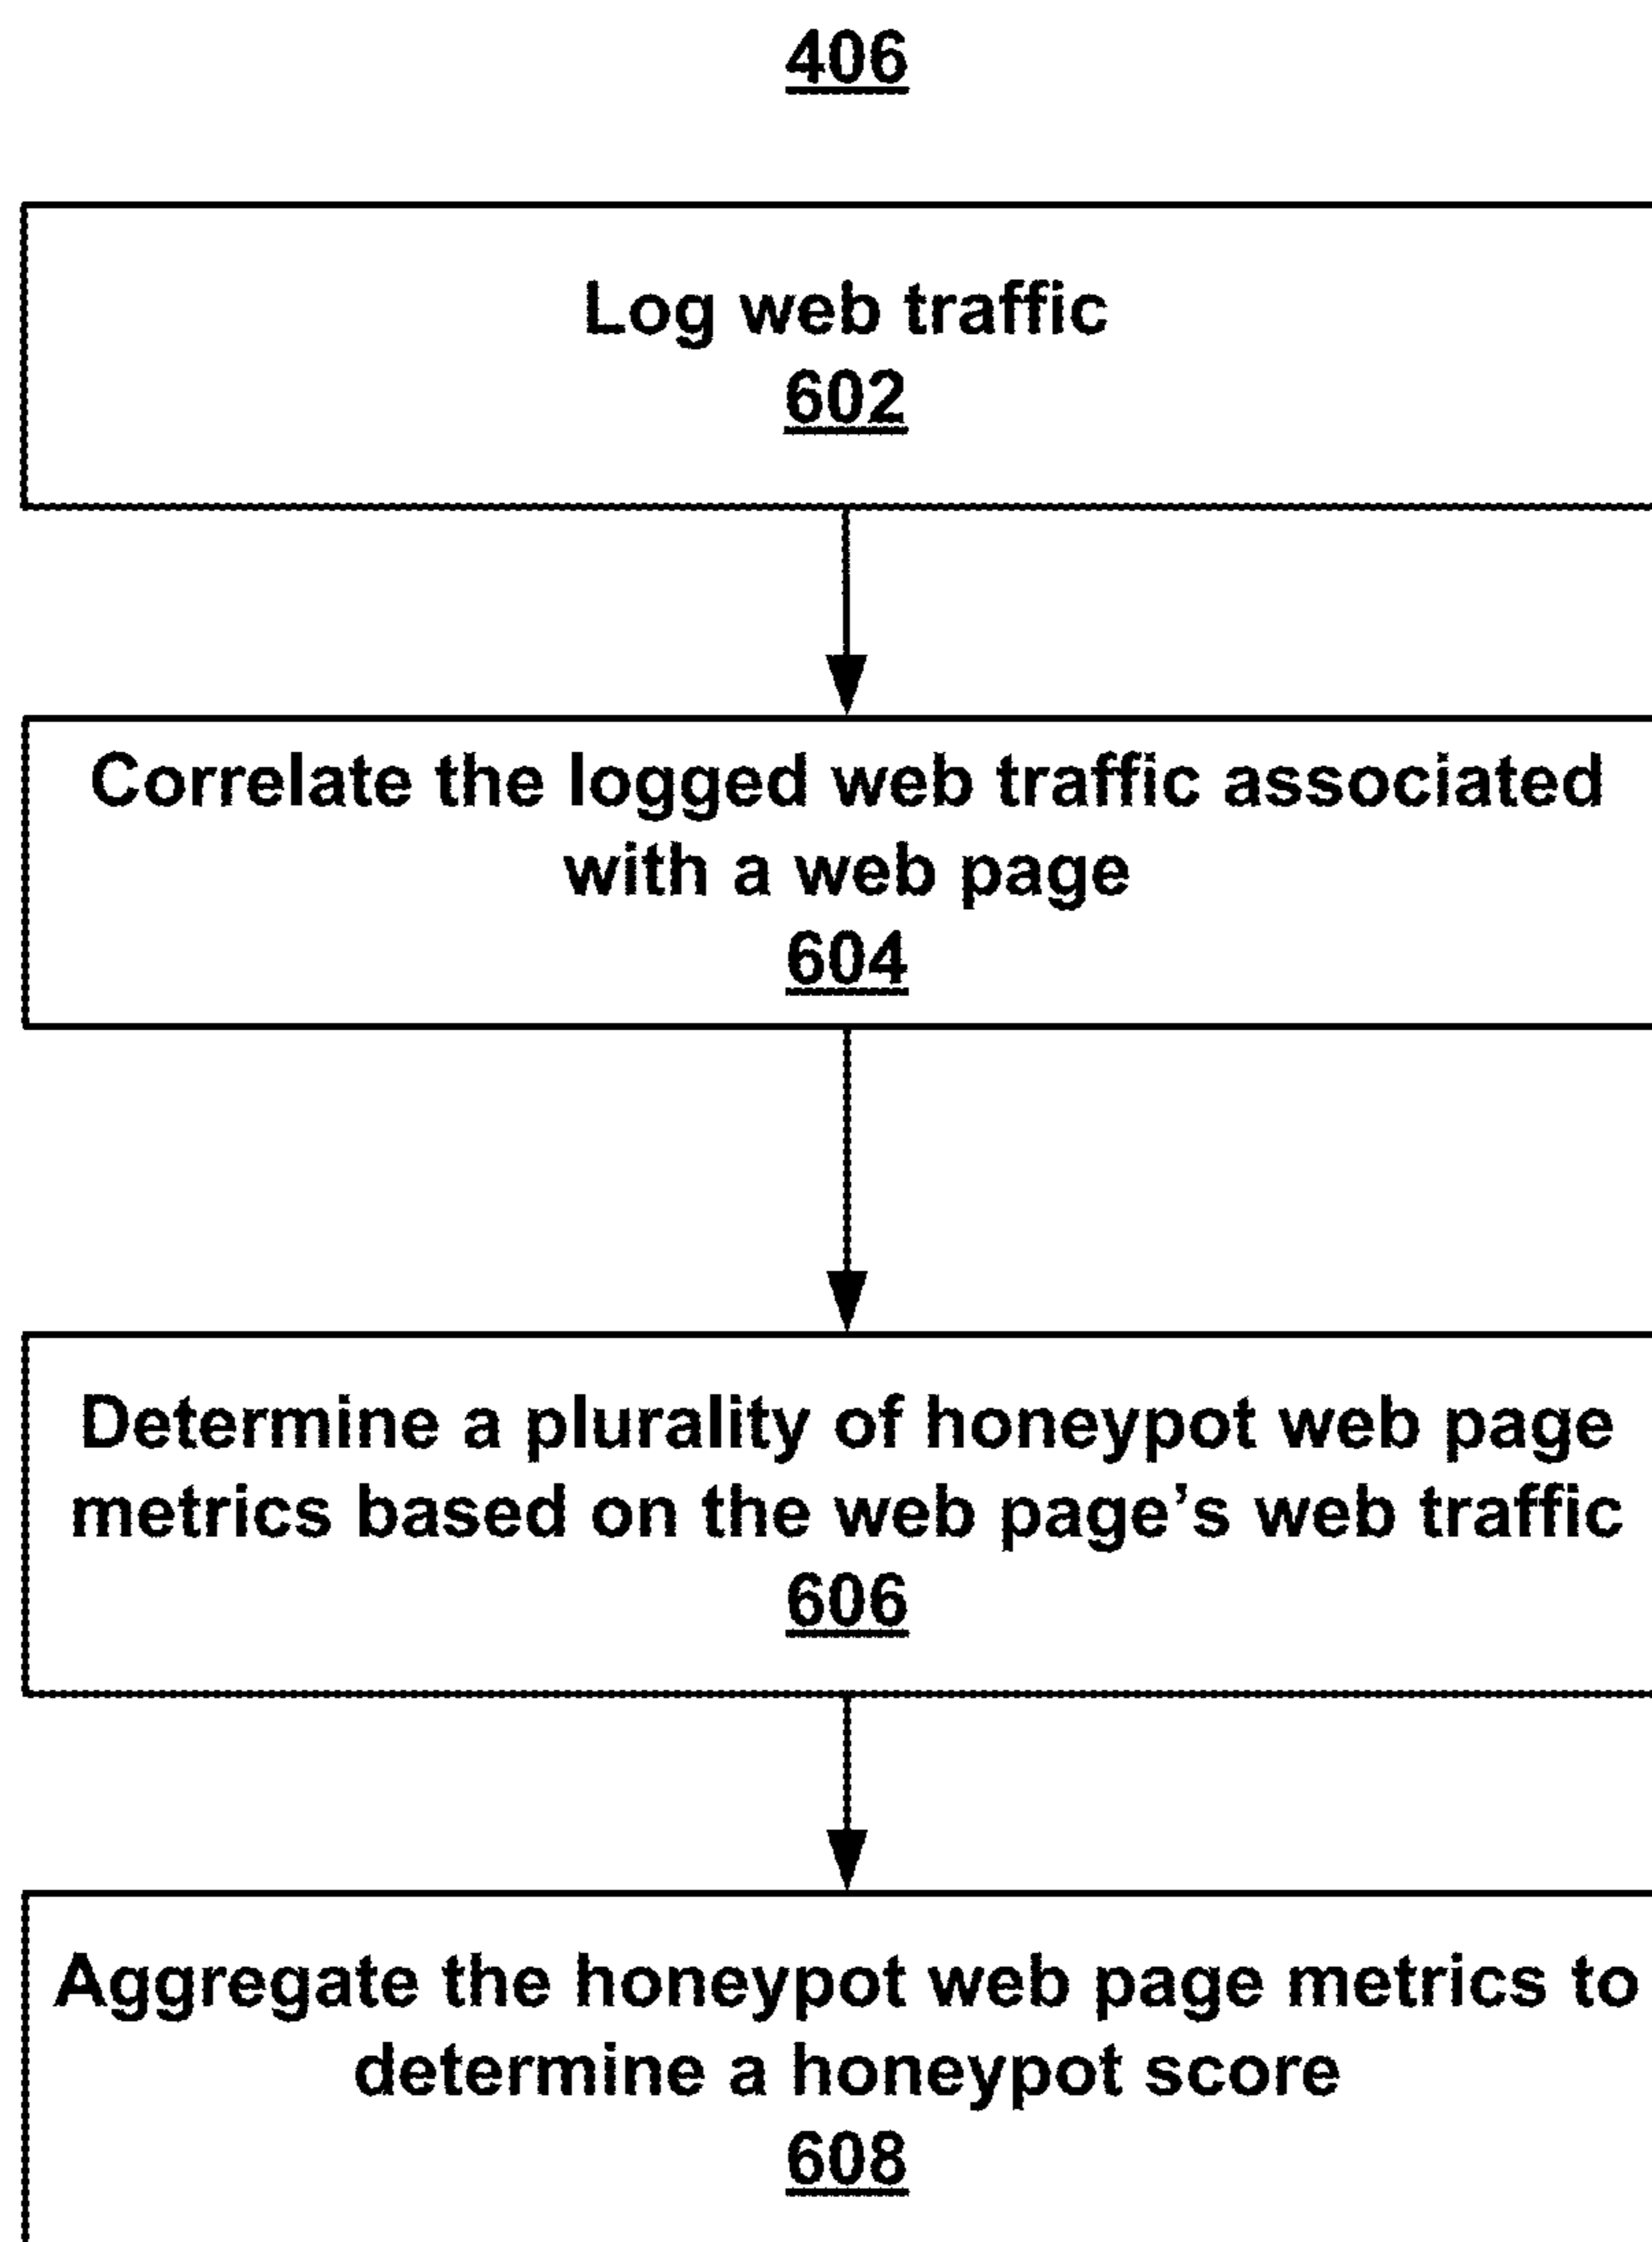 406
Log web traffic
602
Correlate the logged web traffic associated
with a web page
604
Determine a plurality of honeypot web page
metrics based on the web page’s web traffic
606
Aggregate the honeypot web page metrics to
determine a honeypot score
608